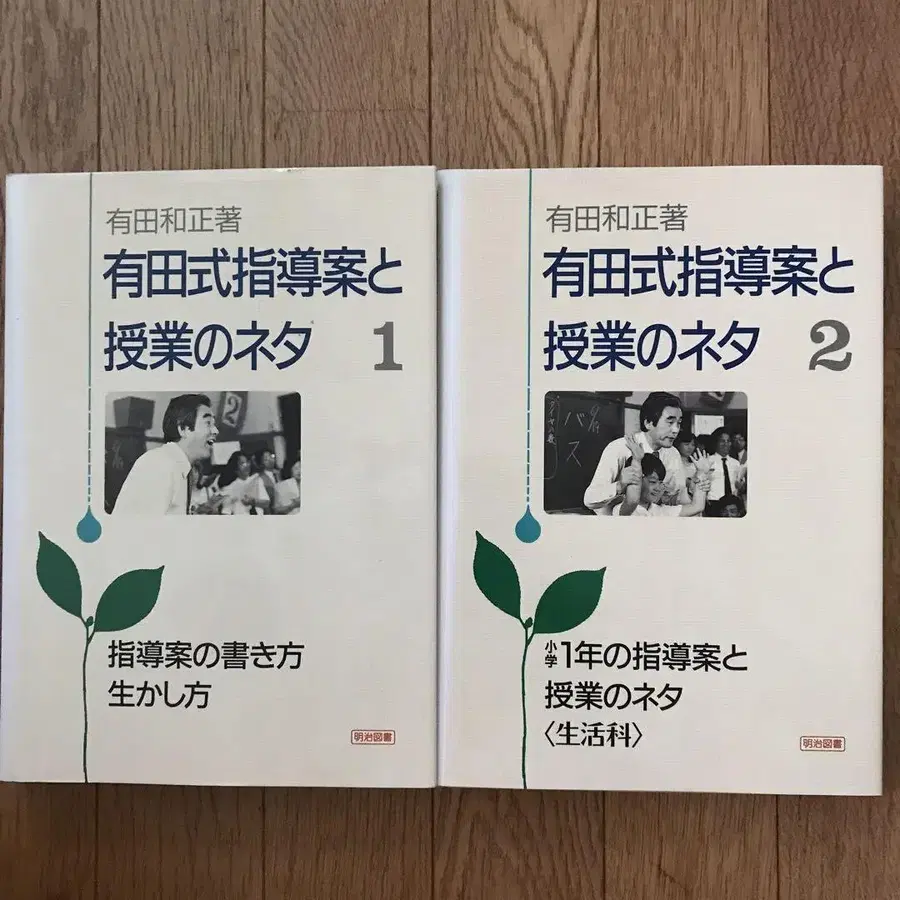 有田和正著
有田式指導案と
授業のネタ 1
指導案の書き方
生かし方
明治図書
有田和正著
有田式指導案と
授業のネタ 2
バス
小学1年の指導案と
授業のネタ
〈生活科〉
明治図書